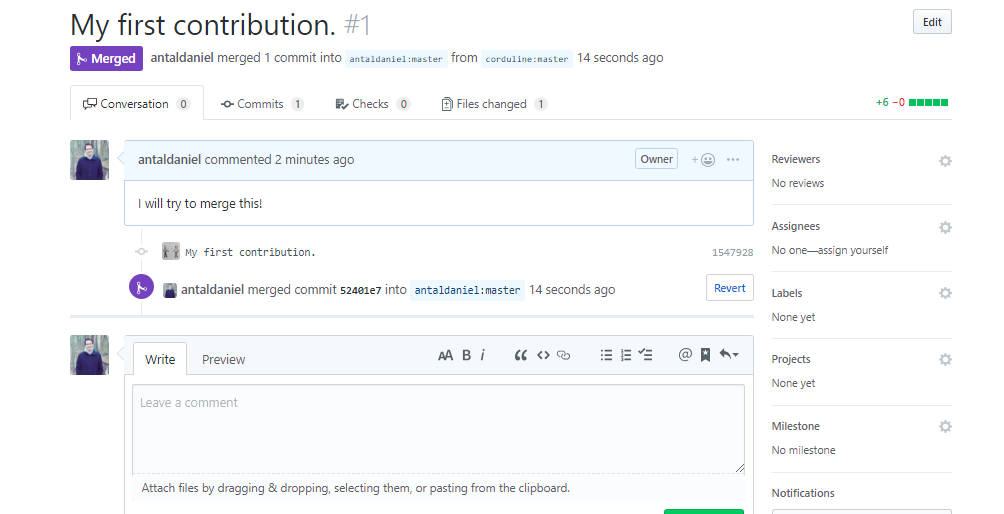 My first contribution. #1
Edit
Merged antaldaniel merged 1 commit into antaldaniel:master from corduline:master 14 seconds ago
Conversation 0 Commits 1 Checks 0 Files changed 1 +6 −0
antaldaniel commented 2 minutes ago Owner
I will try to merge this!
My first contribution. 1547928
antaldaniel merged commit 52401e7 into antaldaniel:master 14 seconds ago Revert
Write Preview
AA B i
Leave a comment
Attach files by dragging & dropping, selecting them, or pasting from the clipboard.
Reviewers
No reviews
Assignees
No one—assign yourself
Labels
None yet
Projects
None yet
Milestone
No milestone
Notifications